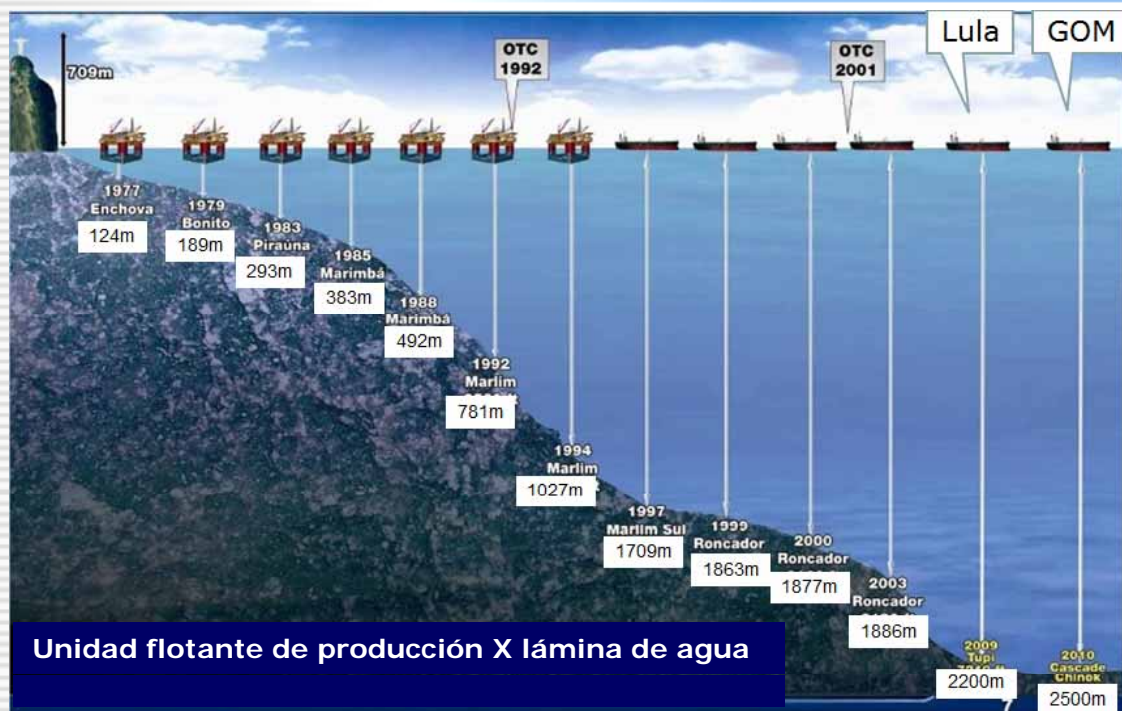 Lula
GOM
OTC
1992
OTC
2001
709m
1977
Enchova
124m
1979
Bonito
189m
1983
Piraúna
293m
1985
Marimbá
383m
1988
Marimbá
492m
1992
Marlim
781m
1994
Marlim
1027m
1997
Marlim Sul
1709m
1999
Roncador
1863m
2000
Roncador
1877m
2003
Roncador
1886m
2009
Tupi
2200m
2010
Cascade
Chinok
2500m
Unidad flotante de producción X lámina de agua
7